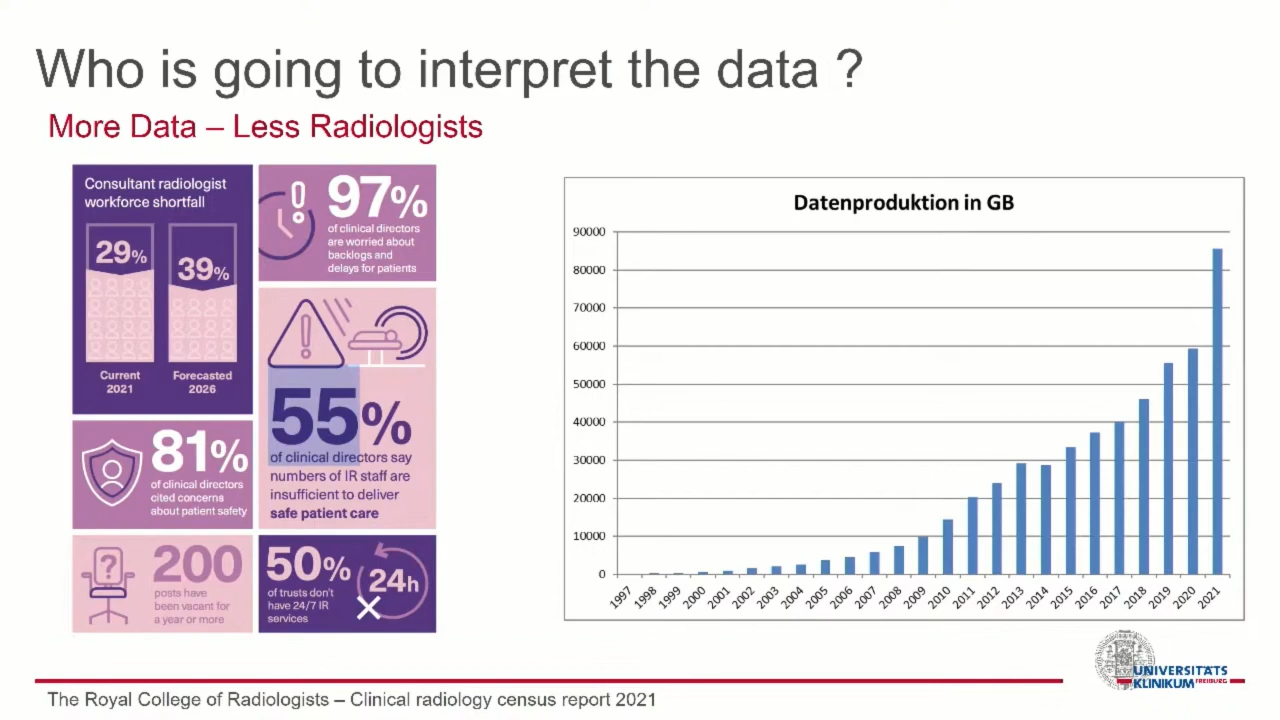 Who is going to interpret the data ?
More Data – Less Radiologists
Consultant radiologist
workforce shortfall
29%
39%
Current
2021
Forecasted
2026
97%
of clinical directors
are worried about
backlogs and
delays for patients
55%
of clinical directors say
numbers of IR staff are
insufficient to deliver
safe patient care
81%
of clinical directors
cited concerns
about patient safety
?
200
posts have
been vacant for
a year or more
50%
of trusts don't
have 24/7 IR
services
24h
Datenproduktion in GB
90000
80000
70000
60000
50000
40000
30000
20000
10000
0
1997
1998
1999
2000
2001
2002
2003
2004
2005
2006
2007
2008
2009
2010
2011
2012
2013
2014
2015
2016
2017
2018
2019
2020
2021
UNIVERSITÄTS
KLINIKUM FREIBURG
The Royal College of Radiologists – Clinical radiology census report 2021